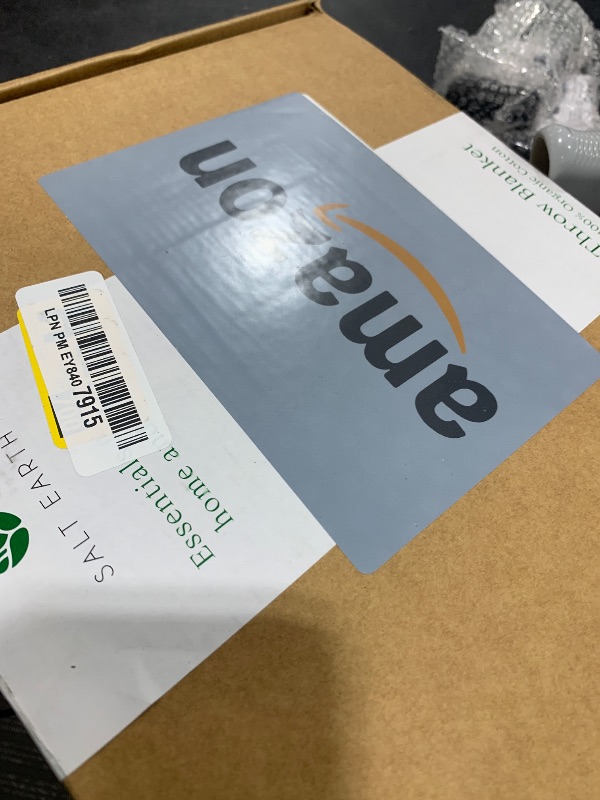 amazon
Throw Blanket
100% Organic Cotton
LPN PM EY840 7915
SALT EARTH
Essential
home a